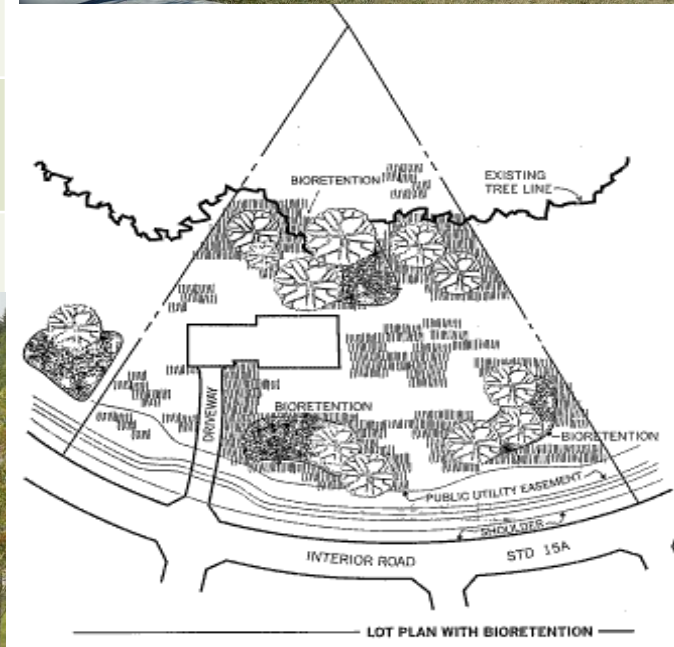 BIORETENTION
EXISTING
TREE LINE
DRIVEWAY
BIORETENTION
BIORETENTION
PUBLIC UTILITY EASEMENT
SHOULDER
INTERIOR ROAD
STD 15A
LOT PLAN WITH BIORETENTION